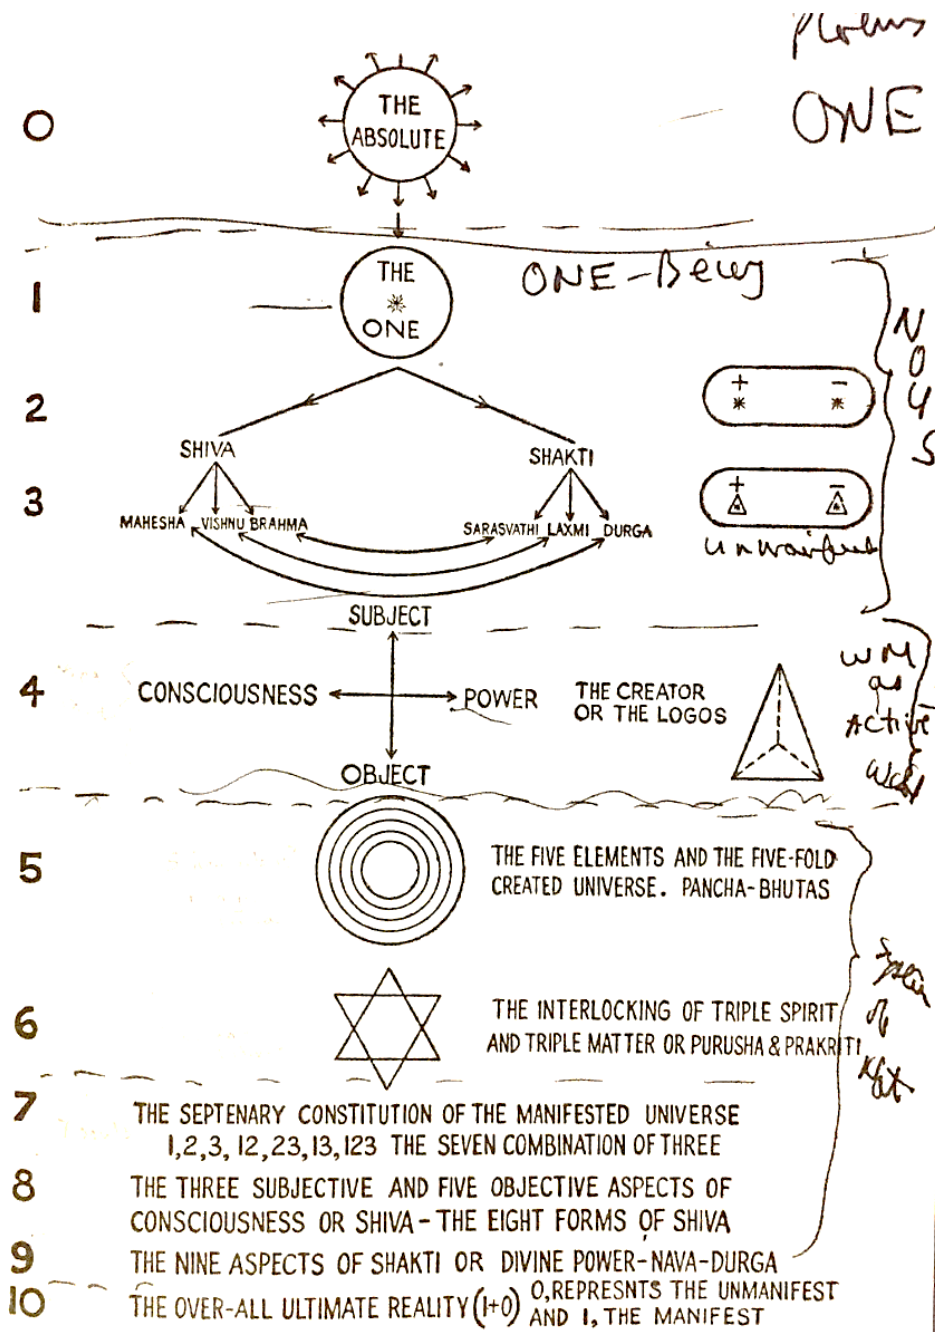 0
THE
ABSOLUTE
ONE
1
THE
ONE
ONE-Being
NOUS
2
+ -
SHIVA
SHAKTI
3
+ -
MAHESHA VISHNU BRAHMA
SARASVATHI LAXMI DURGA
SUBJECT
4
CONSCIOUSNESS
POWER
THE CREATOR
OR THE LOGOS
Active
OBJECT
5
THE FIVE ELEMENTS AND THE FIVE-FOLD
CREATED UNIVERSE. PANCHA-BHUTAS
6
THE INTERLOCKING OF TRIPLE SPIRIT
AND TRIPLE MATTER OR PURUSHA & PRAKRITI
7
THE SEPTENARY CONSTITUTION OF THE MANIFESTED UNIVERSE
1,2,3, 12,23,13,123 THE SEVEN COMBINATION OF THREE
8
THE THREE SUBJECTIVE AND FIVE OBJECTIVE ASPECTS OF
CONSCIOUSNESS OR SHIVA-THE EIGHT FORMS OF SHIVA
9
THE NINE ASPECTS OF SHAKTI OR DIVINE POWER-NAVA-DURGA
10
THE OVER-ALL ULTIMATE REALITY (1+0) 0,REPRESNTS THE UNMANIFEST
AND 1, THE MANIFEST